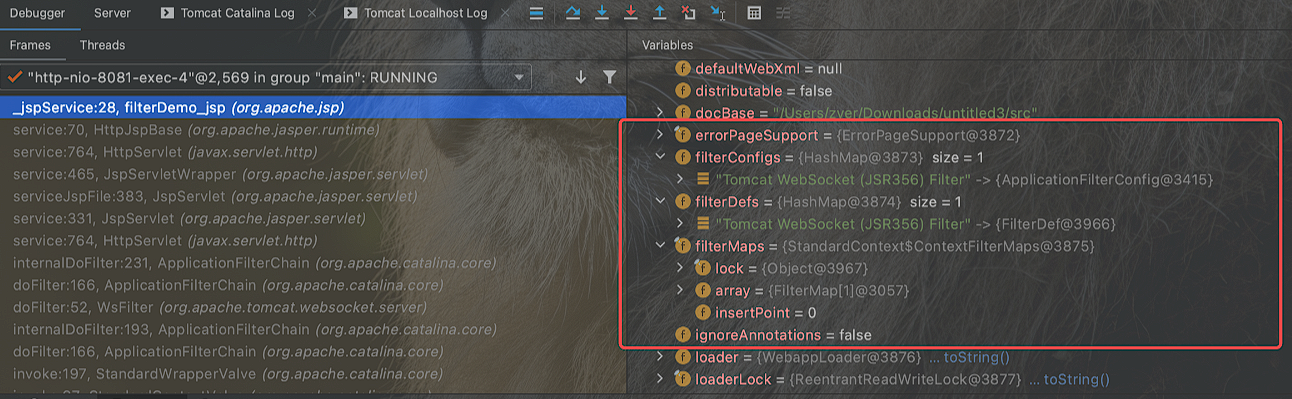 Debugger Server Tomcat Catalina Log Tomcat Localhost Log
Frames Threads
"http-nio-8081-exec-4"@2,569 in group "main": RUNNING
_jspService:28, filterDemo_jsp (org.apache.jsp)
service:70, HttpJspBase (org.apache.jasper.runtime)
service:764, HttpServlet (javax.servlet.http)
service:465, JspServletWrapper (org.apache.jasper.servlet)
serviceJspFile:383, JspServlet (org.apache.jasper.servlet)
service:331, JspServlet (org.apache.jasper.servlet)
service:764, HttpServlet (javax.servlet.http)
internalDoFilter:231, ApplicationFilterChain (org.apache.catalina.core)
doFilter:166, ApplicationFilterChain (org.apache.catalina.core)
doFilter:52, WsFilter (org.apache.tomcat.websocket.server)
internalDoFilter:193, ApplicationFilterChain (org.apache.catalina.core)
doFilter:166, ApplicationFilterChain (org.apache.catalina.core)
invoke:197, StandardWrapperValve (org.apache.catalina.core)
Variables
defaultWebXml = null
distributable = false
docBase = "/Users/zyer/Downloads/untitled3/src"
errorPageSupport = {ErrorPageSupport@3872}
filterConfigs = {HashMap@3873} size = 1
"Tomcat WebSocket (JSR356) Filter" -> {ApplicationFilterConfig@3415}
filterDefs = {HashMap@3874} size = 1
"Tomcat WebSocket (JSR356) Filter" -> {FilterDef@3966}
filterMaps = {StandardContext$ContextFilterMaps@3875}
lock = {Object@3967}
array = {FilterMap[1]@3057}
insertPoint = 0
ignoreAnnotations = false
loader = {WebappLoader@3876} ... toString()
loaderLock = {ReentrantReadWriteLock@3877} ... toString()